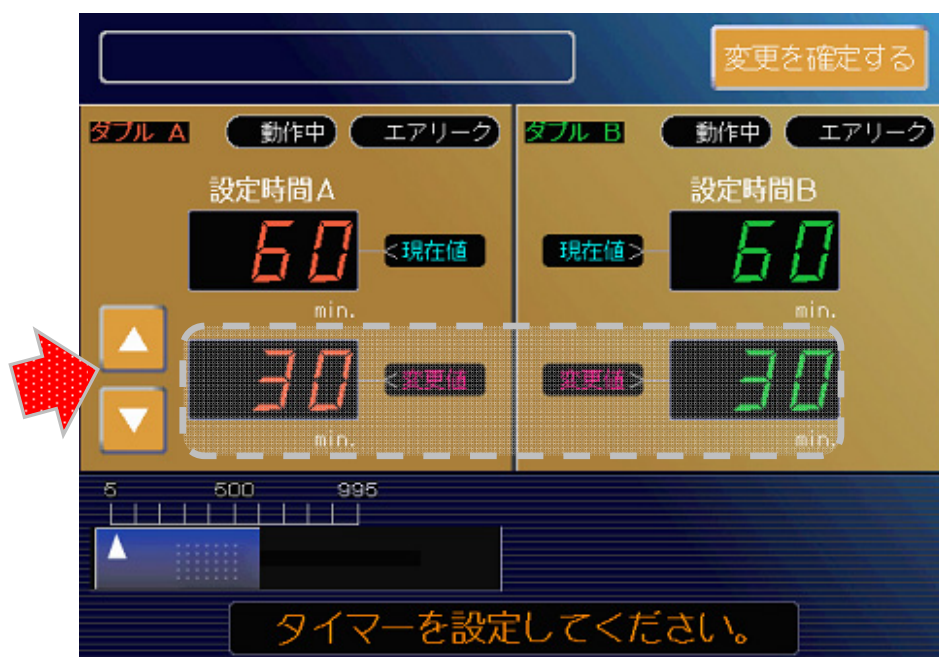 変更を確定する
ダブル A 動作中 エアリーク ダブル B 動作中 エアリーク
設定時間A 設定時間B
60 <現在値 現在値> 60
min. min.
▲
30 <変更値 変更値> 30
▼
min. min.
5 500 995
▲
タイマーを設定してください。